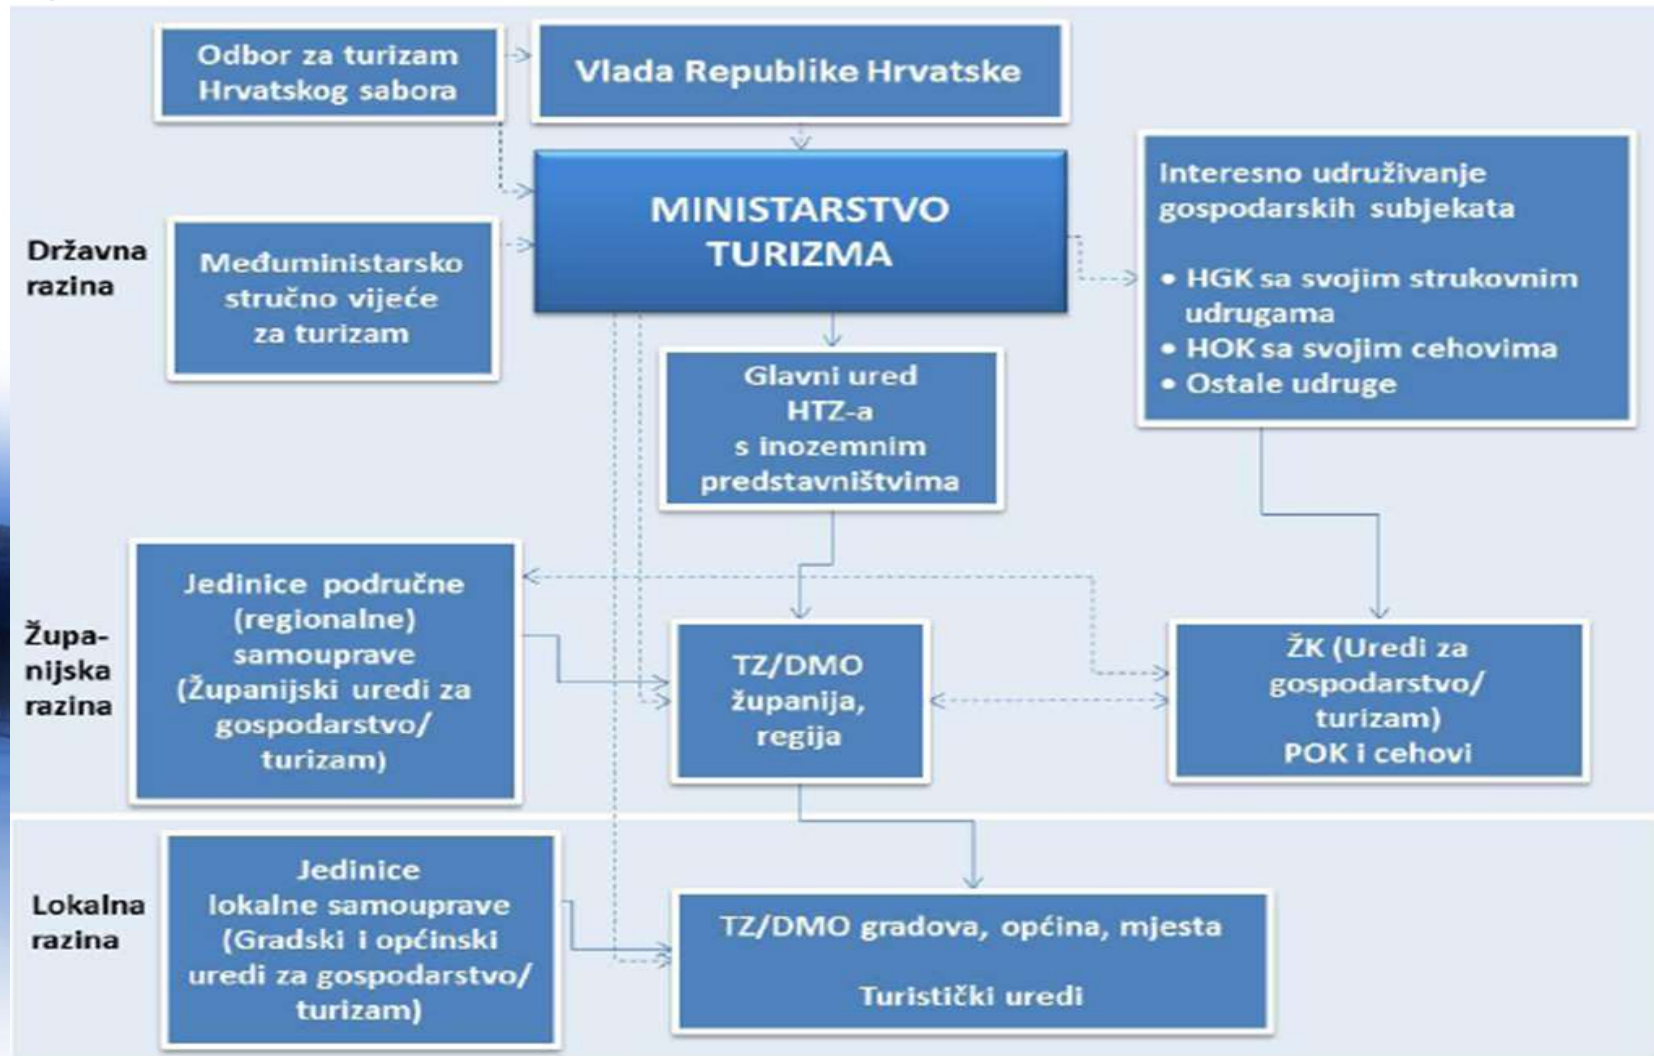 Odbor za turizam
Hrvatskog sabora
Vlada Republike Hrvatske
MINISTARSTVO
TURIZMA
Interesno udruživanje
gospodarskih subjekata
• HGK sa svojim strukovnim
udrugama
• HOK sa svojim cehovima
• Ostale udruge
Državna
razina
Međuministarsko
stručno vijeće
za turizam
Glavni ured
HTZ-a
s inozemnim
predstavništvima
Župa-
nijska
razina
Jedinice područne
(regionalne)
samouprave
(Županijski uredi za
gospodarstvo/
turizam)
TZ/DMO
županija,
regija
ŽK (Uredi za
gospodarstvo/
turizam)
POK i cehovi
Lokalna
razina
Jedinice
lokalne samouprave
(Gradski i općinski
uredi za gospodarstvo/
turizam)
TZ/DMO gradova, općina, mjesta
Turistički uredi